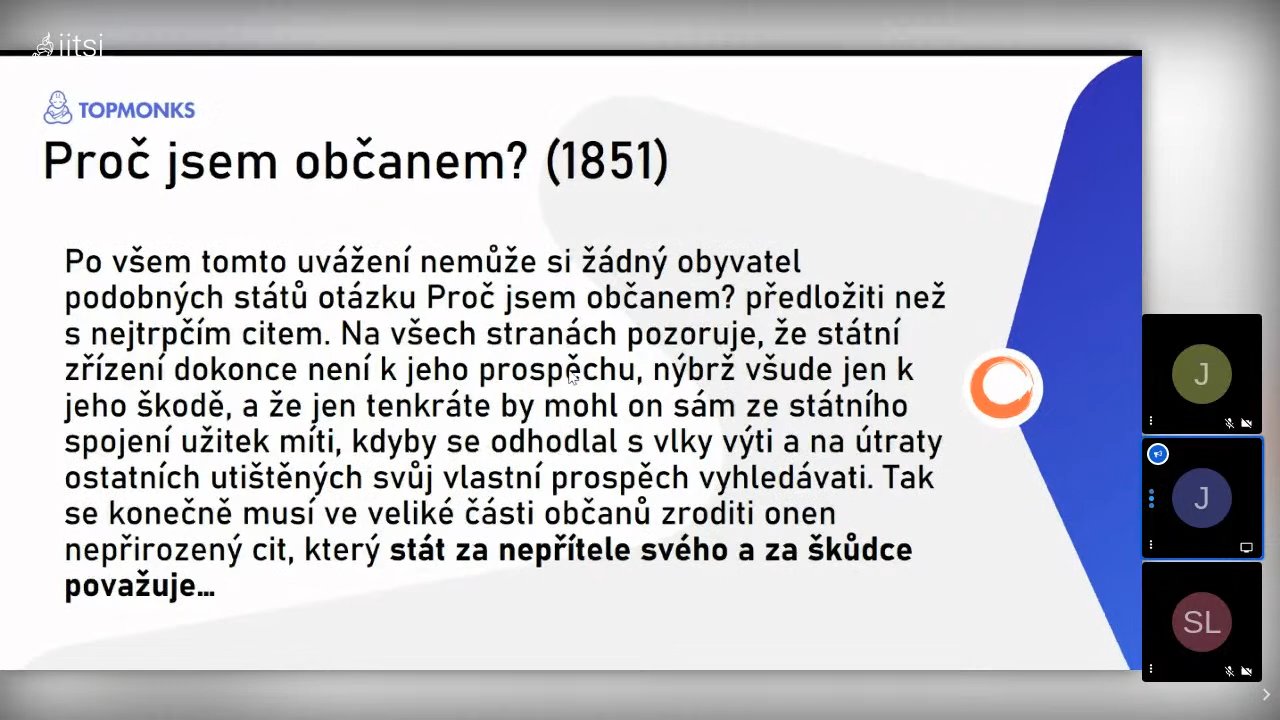 jitsi
TOPMONKS
Proč jsem občanem? (1851)
Po všem tomto uvážení nemůže si žádný obyvatel
podobných států otázku Proč jsem občanem? předložiti než
s nejtrpčím citem. Na všech stranách pozoruje, že státní
zřízení dokonce není k jeho prospěchu, nýbrž všude jen k
jeho škodě, a že jen tenkráte by mohl on sám ze státního
spojení užitek míti, kdyby se odhodlal s vlky výti a na útraty
ostatních utištěných svůj vlastní prospěch vyhledávati. Tak
se konečně musí ve veliké části občanů zroditi onen
nepřirozený cit, který stát za nepřítele svého a za škůdce
považuje…
J
J
SL